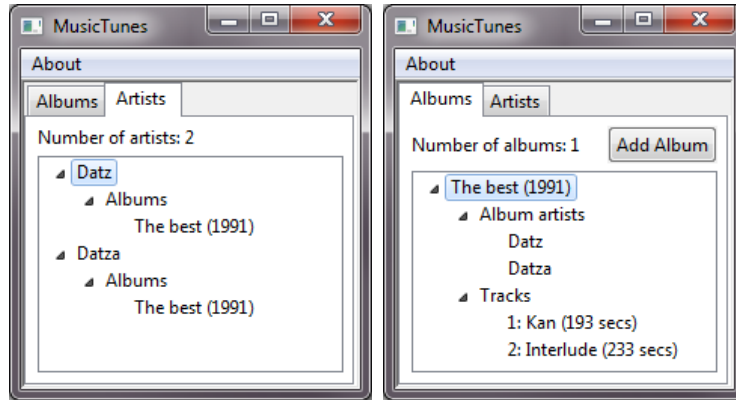 MusicTunes
About
Albums Artists
Number of artists: 2
Datz
Albums
The best (1991)
Datza
Albums
The best (1991)
MusicTunes
About
Albums Artists
Number of albums: 1 Add Album
The best (1991)
Album artists
Datz
Datza
Tracks
1: Kan (193 secs)
2: Interlude (233 secs)